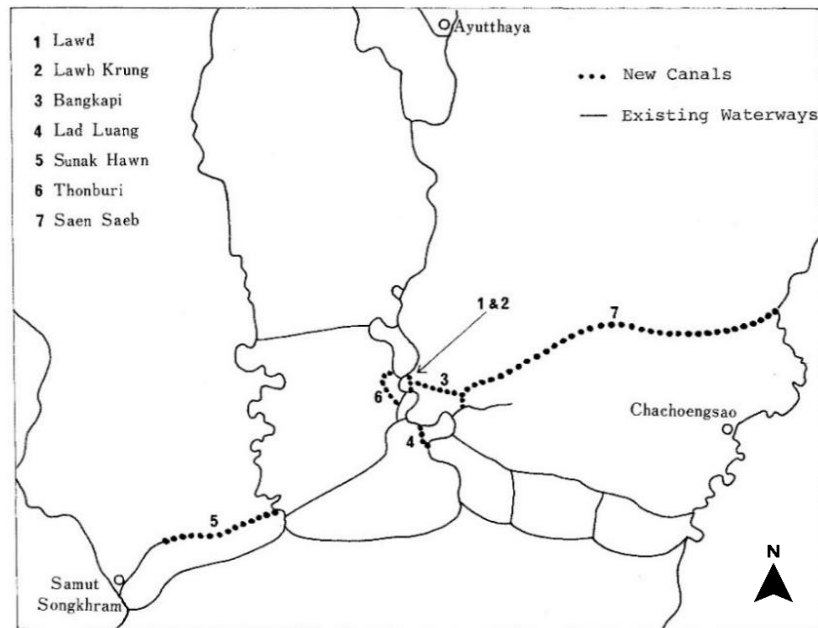 1 Lawd
2 Lawb Krung
3 Bangkapi
4 Lad Luang
5 Sunak Hawn
6 Thonburi
7 Saen Saeb
Ayutthaya
New Canals
Existing Waterways
1 & 2
7
3
6
4
Chachoengsao
5
Samut
Songkhram
N